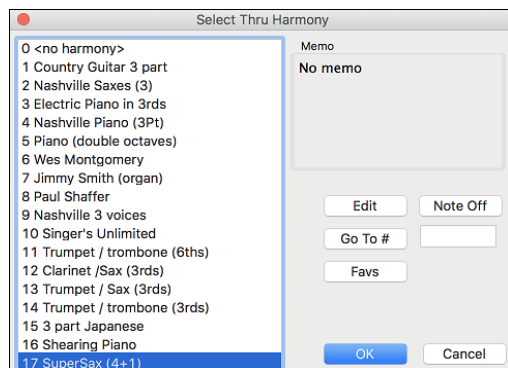 Select Thru Harmony
0 <no harmony>
1 Country Guitar 3 part
2 Nashville Saxes (3)
3 Electric Piano in 3rds
4 Nashville Piano (3Pt)
5 Piano (double octaves)
6 Wes Montgomery
7 Jimmy Smith (organ)
8 Paul Shaffer
9 Nashville 3 voices
10 Singer's Unlimited
11 Trumpet / trombone (6ths)
12 Clarinet /Sax (3rds)
13 Trumpet / Sax (3rds)
14 Trumpet / trombone (3rds)
15 3 part Japanese
16 Shearing Piano
17 SuperSax (4+1)
Memo
No memo
Edit
Note Off
Go To #
Favs
OK
Cancel